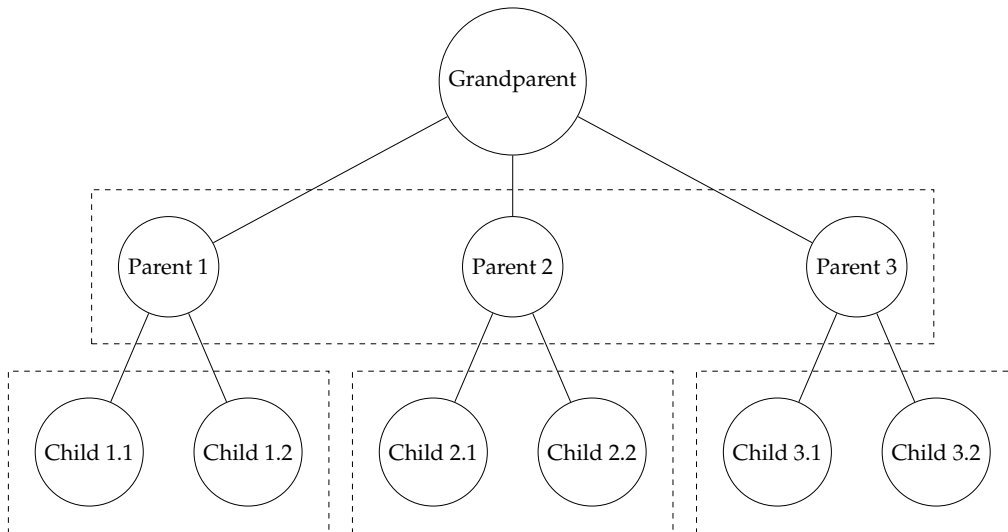 Grandparent
Parent 1
Parent 2
Parent 3
Child 1.1
Child 1.2
Child 2.1
Child 2.2
Child 3.1
Child 3.2